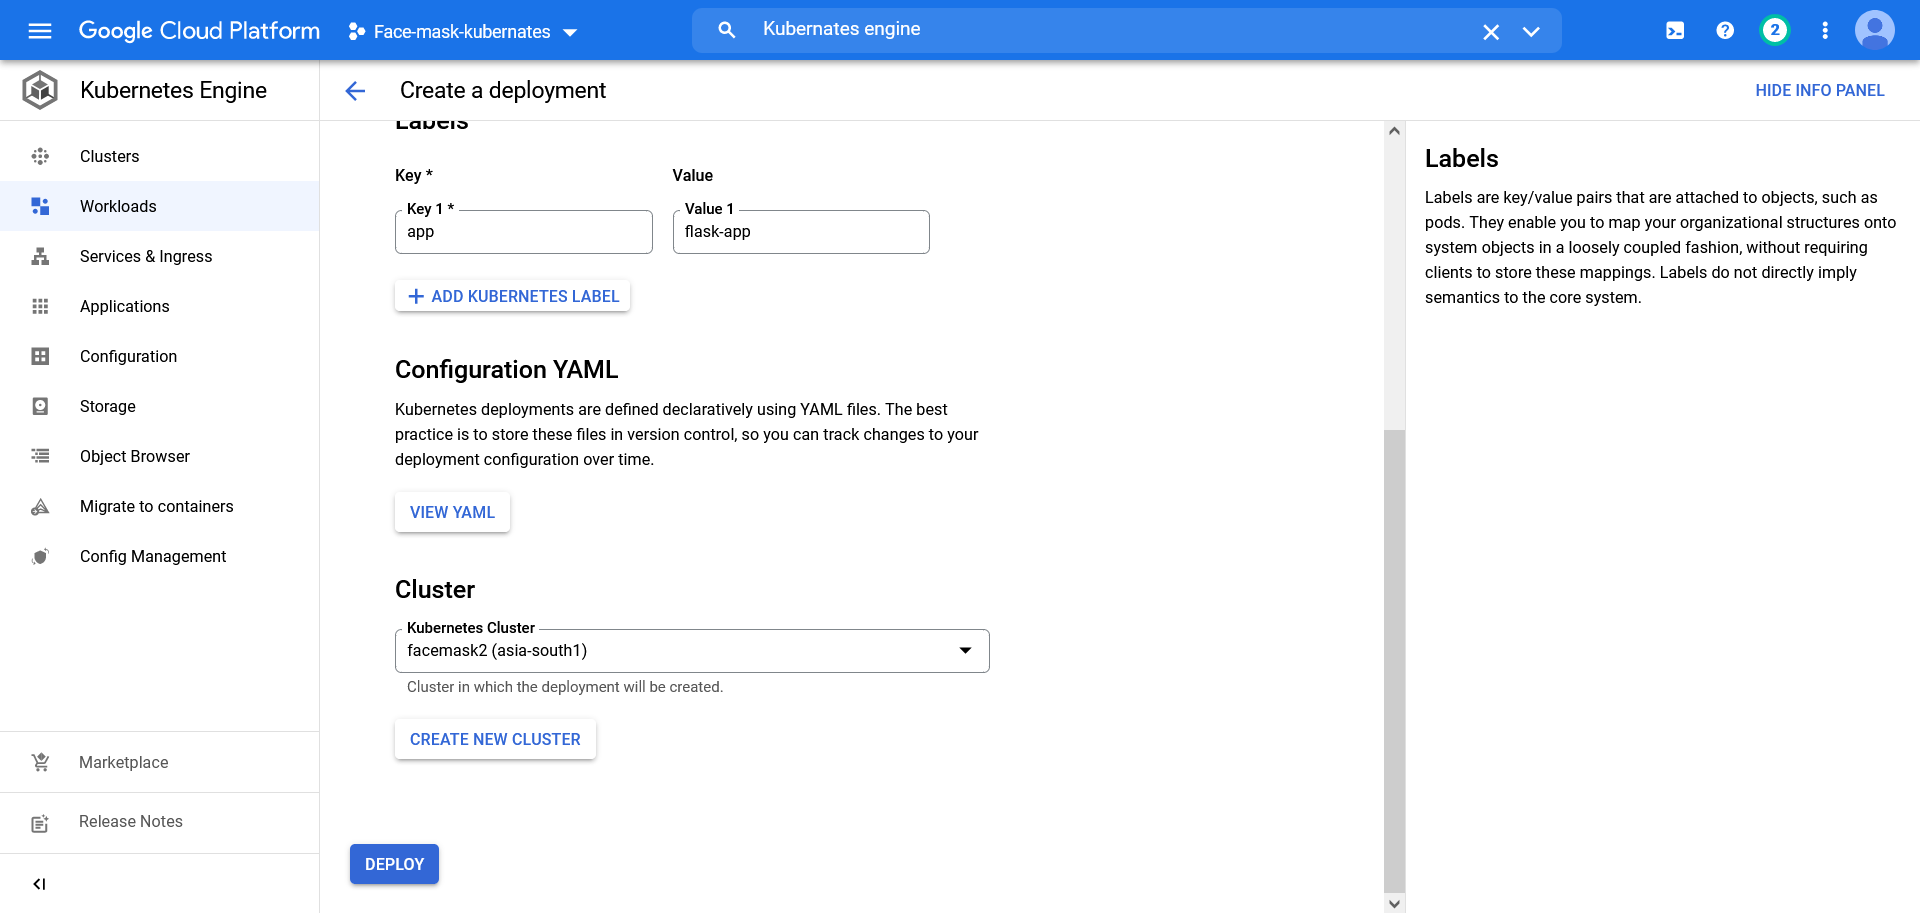 Google Cloud Platform
Face-mask-kubernates
Kubernates engine
2
Kubernetes Engine
Create a deployment
HIDE INFO PANEL
Clusters
Workloads
Services & Ingress
Applications
Configuration
Storage
Object Browser
Migrate to containers
Config Management
Marketplace
Release Notes
Labels
Key *
Value
Key 1 *
app
Value 1
flask-app
ADD KUBERNETES LABEL
Configuration YAML
Kubernetes deployments are defined declaratively using YAML files. The best
practice is to store these files in version control, so you can track changes to your
deployment configuration over time.
VIEW YAML
Cluster
Kubernetes Cluster
facemask2 (asia-south1)
Cluster in which the deployment will be created.
CREATE NEW CLUSTER
DEPLOY
Labels
Labels are key/value pairs that are attached to objects, such as
pods. They enable you to map your organizational structures onto
system objects in a loosely coupled fashion, without requiring
clients to store these mappings. Labels do not directly imply
semantics to the core system.